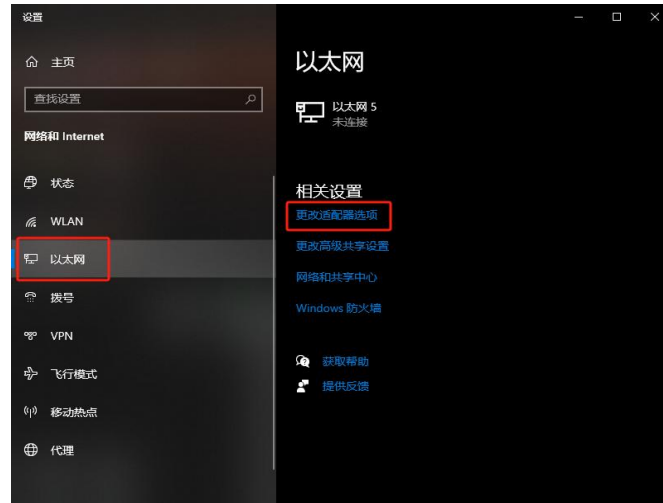 设置
主页
查找设置
网络和 Internet
状态
WLAN
以太网
拨号
VPN
飞行模式
移动热点
代理
以太网
以太网 5
未连接
相关设置
更改适配器选项
更改高级共享设置
网络和共享中心
Windows 防火墙
获取帮助
提供反馈